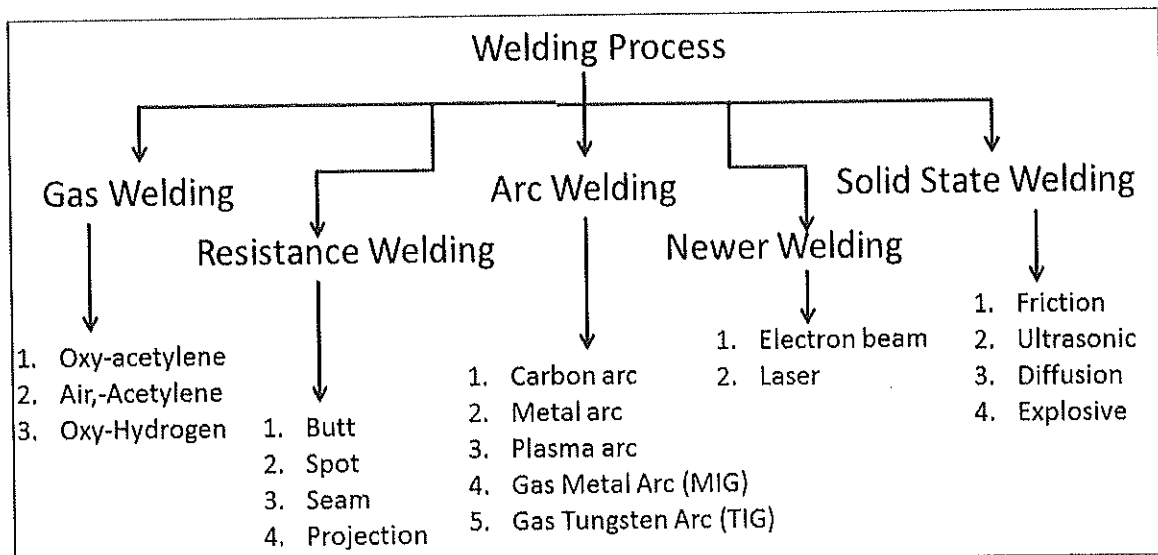 Welding Process
Gas Welding
Resistance Welding
Arc Welding
Newer Welding
Solid State Welding
1. Oxy-acetylene
2. Air,-Acetylene
3. Oxy-Hydrogen
1. Butt
2. Spot
3. Seam
4. Projection
1. Carbon arc
2. Metal arc
3. Plasma arc
4. Gas Metal Arc (MIG)
5. Gas Tungsten Arc (TIG)
1. Electron beam
2. Laser
1. Friction
2. Ultrasonic
3. Diffusion
4. Explosive